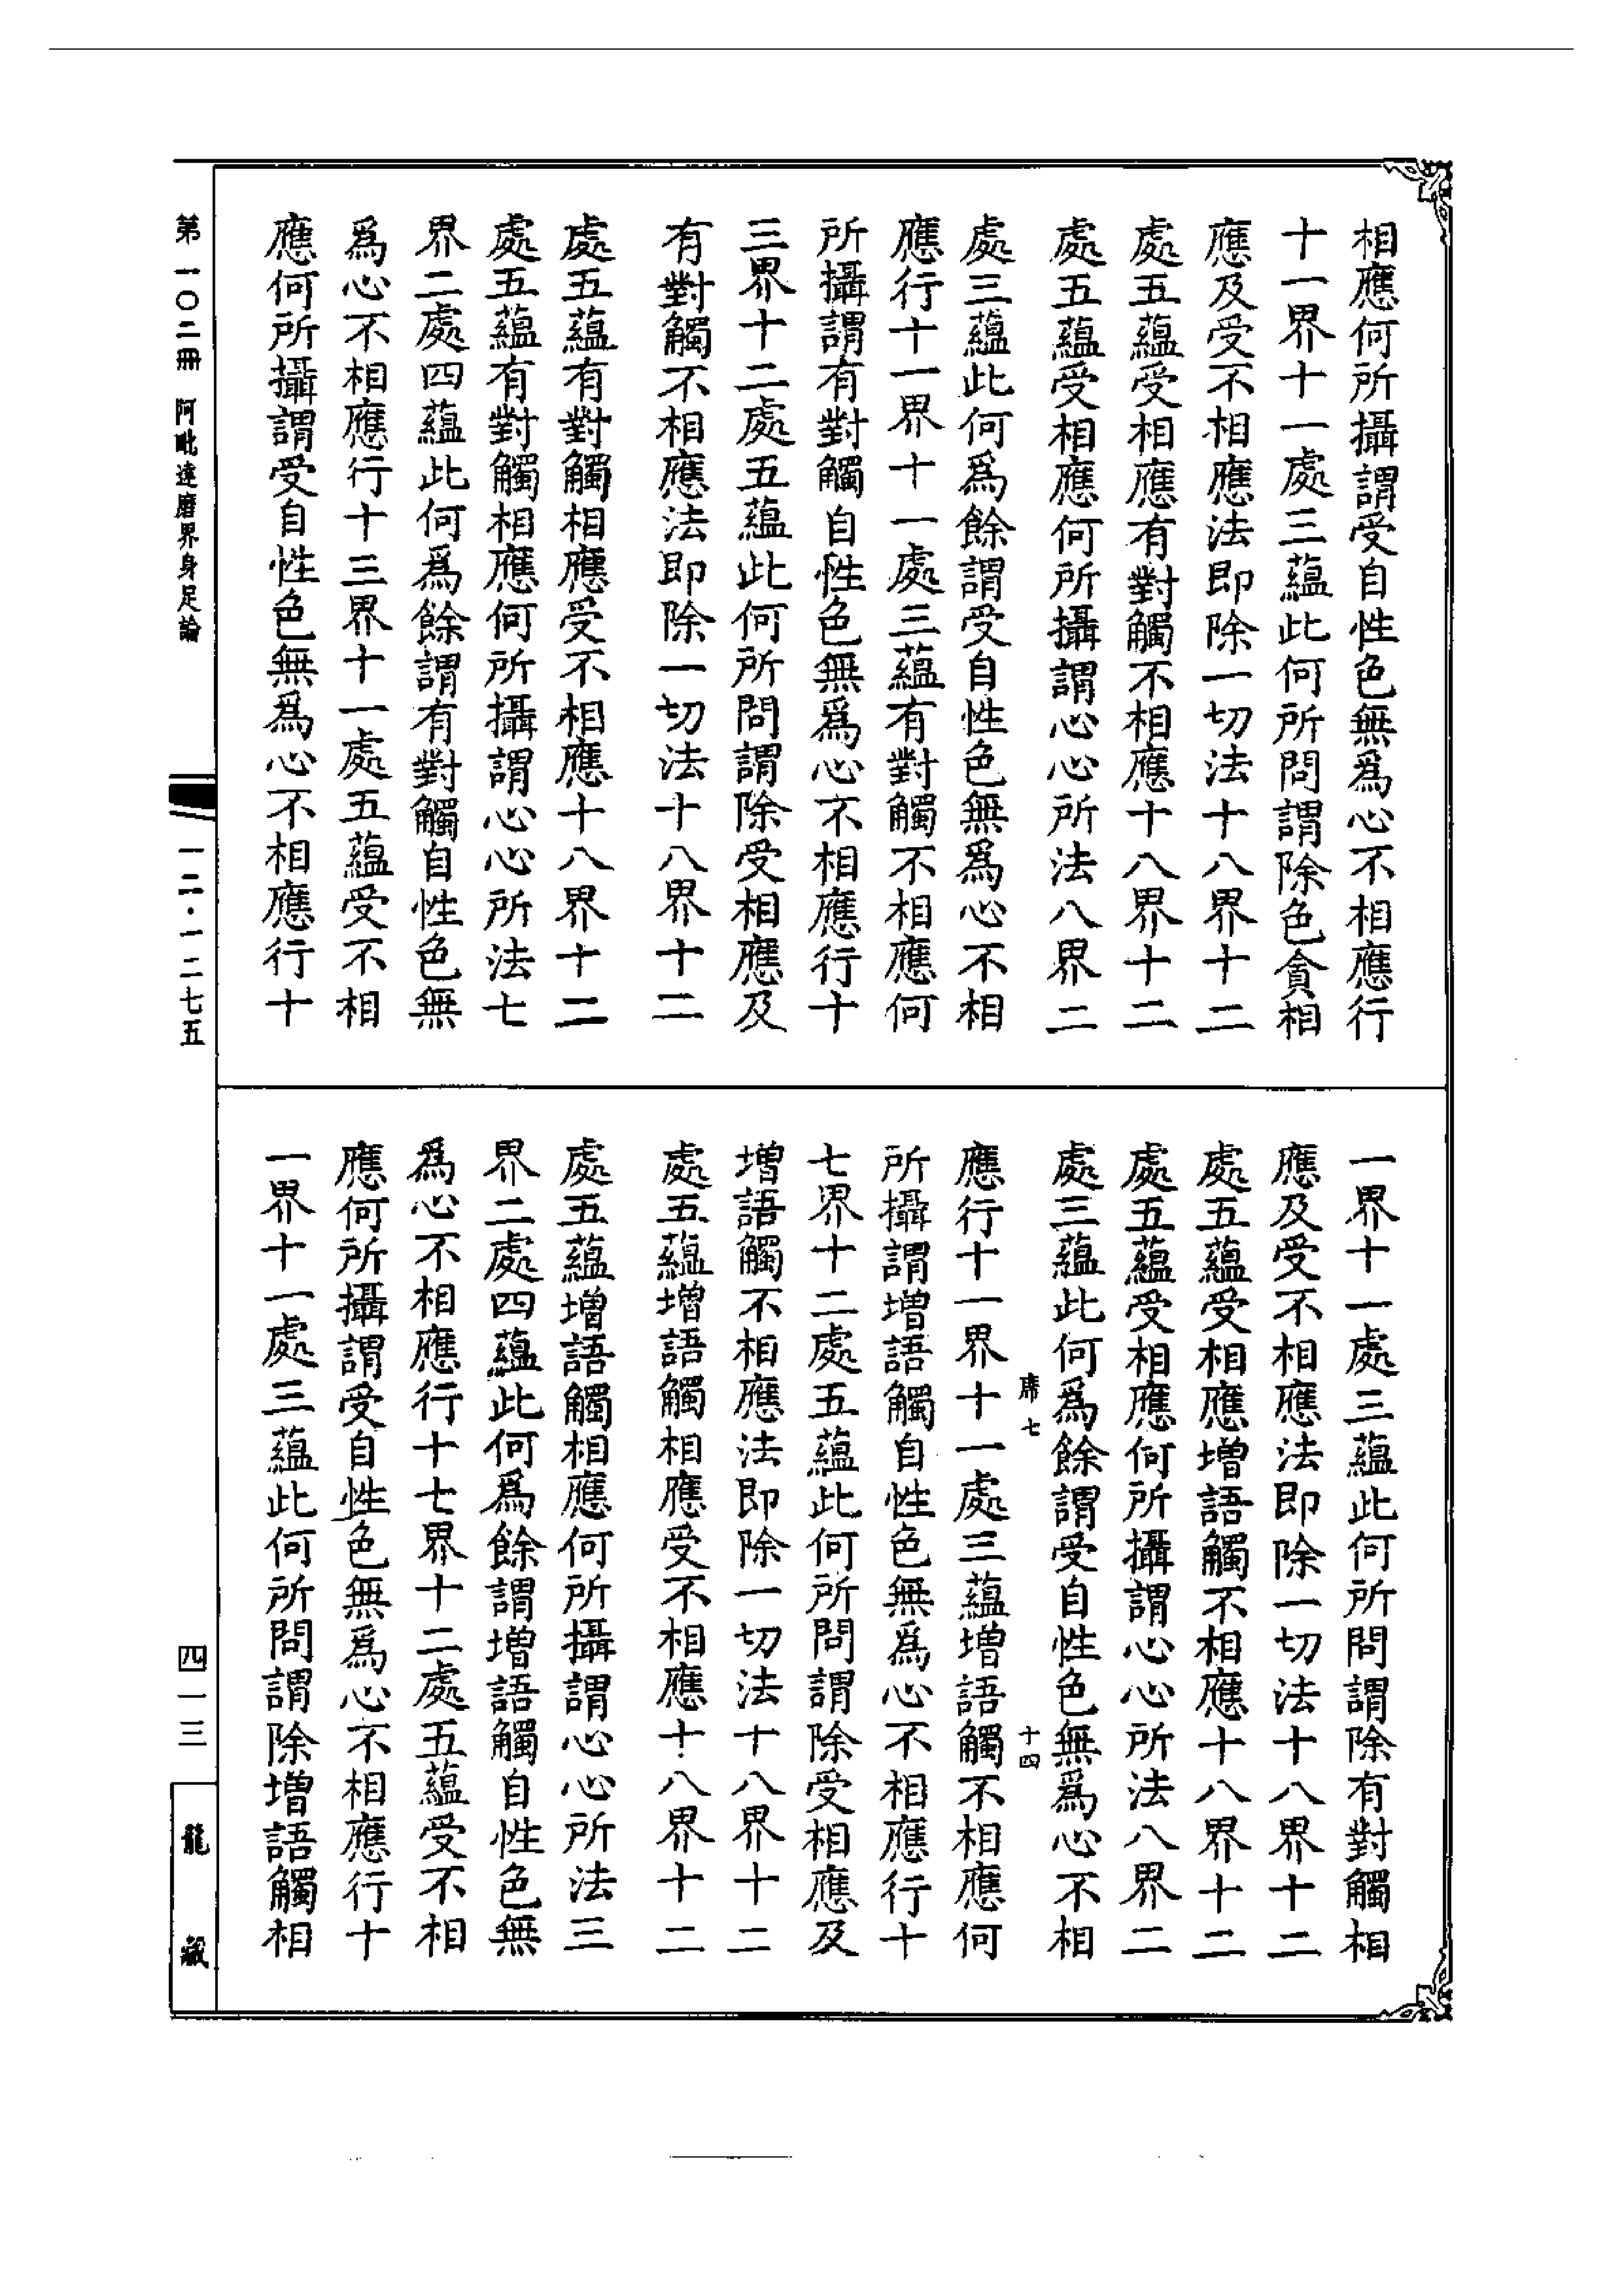 相應何所攝謂受自性色無為心不相應行
十一界十一處三蘊此何所問謂除色貪相
應及受不相應法即除一切法十八界十二
處五蘊受相應有對觸不相應十八界十二
處五蘊受相應何所攝謂心心所法八界二
處三蘊此何為餘謂受自性色無為心不相
應行十一界十一處三蘊有對觸不相應何
所攝謂有對觸自性色無為心不相應行十
三界十二處五蘊此何所問謂除受相應及
有對觸不相應法即除一切法十八界十二
處五蘊有對觸相應受不相應十八界十二
處五蘊有對觸相應何所攝謂心心所法七
界二處四蘊此何為餘謂有對觸自性色無
為心不相應行十三界十一處五蘊受不相
應何所攝謂受自性色無為心不相應行十
一界十一處三蘊此何所問謂除有對觸相
應及受不相應法即除一切法十八界十二
處五蘊受相應增語觸不相應十八界十二
處五蘊受相應何所攝謂心心所法八界二
處三蘊此何為餘謂受自性色無為心不相
席七 十四
應行十一界十一處三蘊增語觸不相應何
所攝謂增語觸自性色無為心不相應行十
七界十二處五蘊此何所問謂除受相應及
增語觸不相應法即除一切法十八界十二
處五蘊增語觸相應受不相應十八界十二
處五蘊增語觸相應何所攝謂心心所法三
界二處四蘊此何為餘謂增語觸自性色無
為心不相應行十七界十二處五蘊受不相
應何所攝謂受自性色無為心不相應行十
一界十一處三蘊此何所問謂除增語觸相
第一〇二冊 阿毗達磨界身足論 一二·一二七五 四一三 龍藏